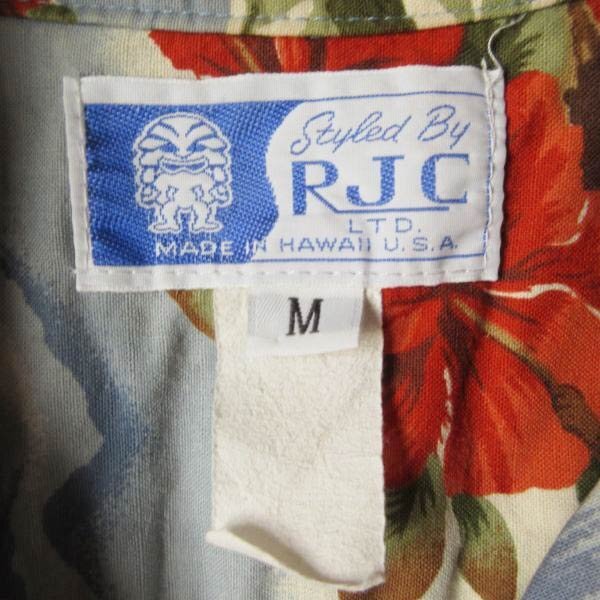 Styled By
RJC
LTD.
MADE IN HAWAII U.S.A.
M